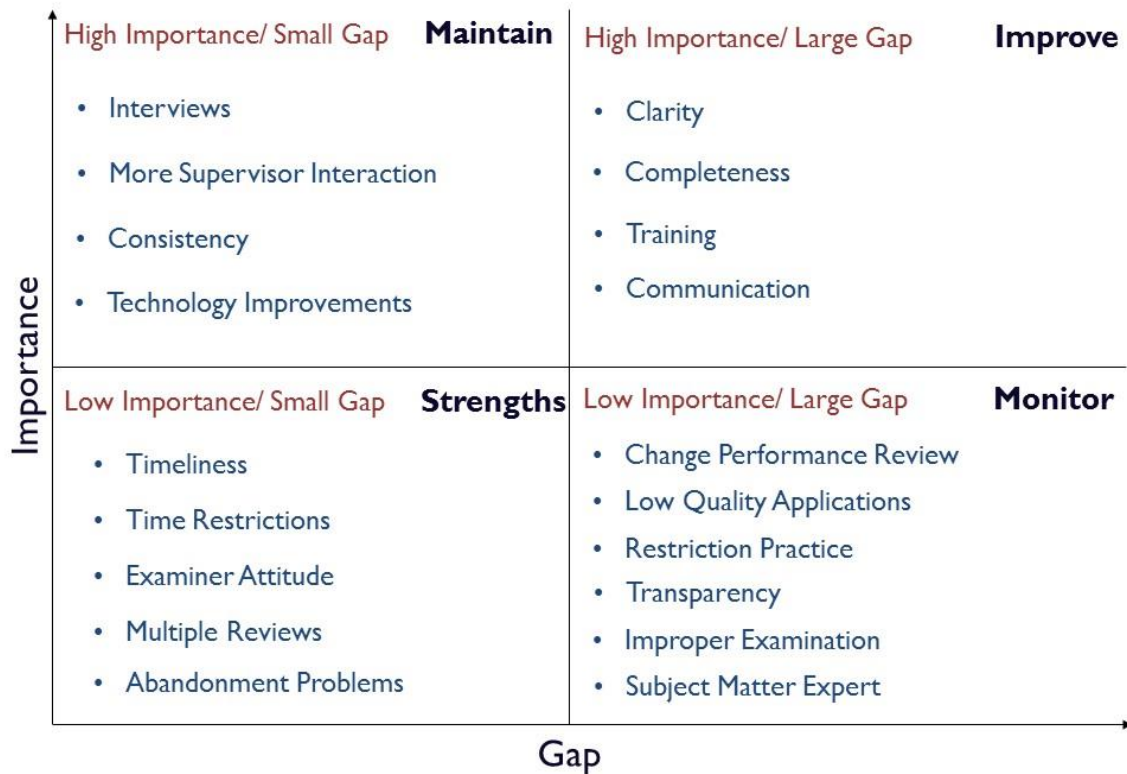 High Importance/ Small Gap Maintain
Interviews
More Supervisor Interaction
Consistency
Technology Improvements
High Importance/ Large Gap Improve
Clarity
Completeness
Training
Communication
Low Importance/ Small Gap Strengths
Timeliness
Time Restrictions
Examiner Attitude
Multiple Reviews
Abandonment Problems
Low Importance/ Large Gap Monitor
Change Performance Review
Low Quality Applications
Restriction Practice
Transparency
Improper Examination
Subject Matter Expert
Importance
Gap